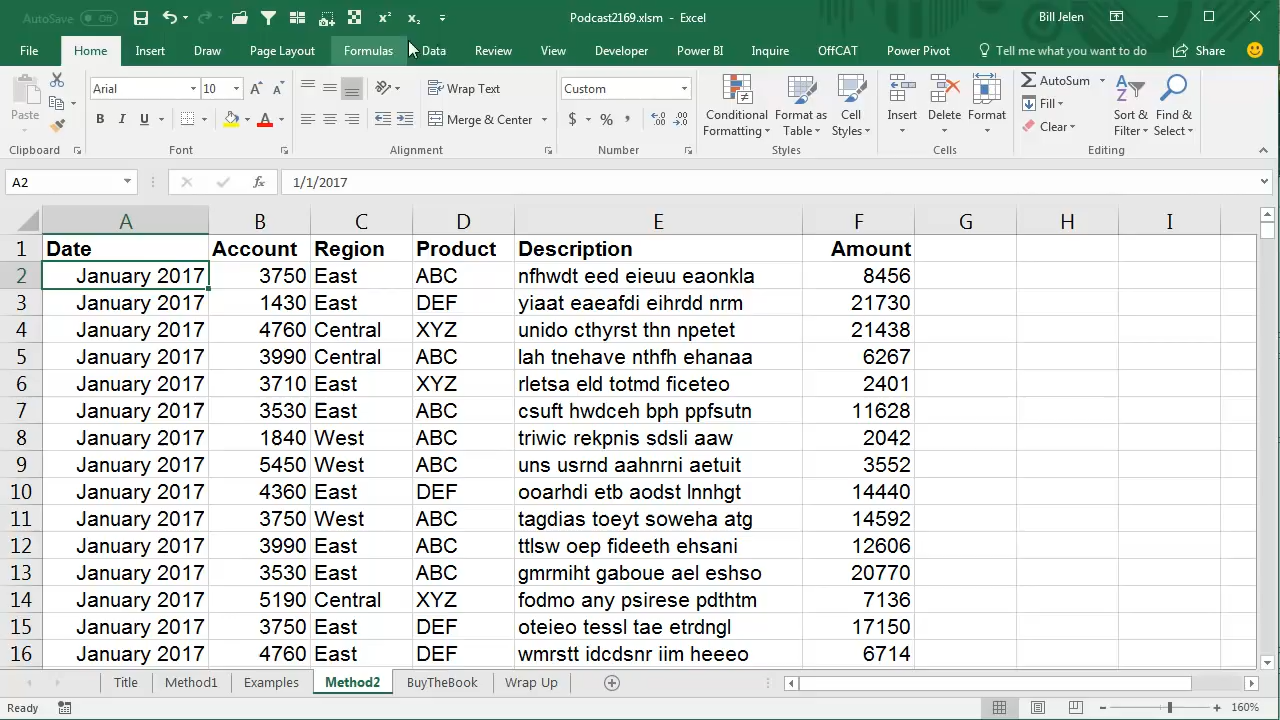 AutoSave Off Podcast2169.xlsm - Excel Bill Jelen
File Home Insert Draw Page Layout Formulas Data Review View Developer Power BI Inquire OffCAT Power Pivot Tell me what you want to do Share
Paste Arial 10 Wrap Text Custom Conditional Formatting Format as Table Cell Styles Insert Delete Format AutoSum Sort & Filter Find & Select
Fill
B I U A Merge & Center $ % , Clear
Clipboard Font Alignment Number Styles Cells Editing
A2 fx 1/1/2017
A B C D E F G H I
1 Date Account Region Product Description Amount
2 January 2017 3750 East ABC nfhwdt eed eieuu eaonkla 8456
3 January 2017 1430 East DEF yiaat eaeafdi eihrdd nrm 21730
4 January 2017 4760 Central XYZ unido cthyrst thn npetet 21438
5 January 2017 3990 Central ABC lah tnehave nthfh ehanaa 6267
6 January 2017 3710 East XYZ rletsa eld totmd ficeteo 2401
7 January 2017 3530 East ABC csuft hwdceh bph ppfsutn 11628
8 January 2017 1840 West ABC triwic rekpnis sdsli aaw 2042
9 January 2017 5450 West ABC uns usrnd aahnrni aetuit 3552
10 January 2017 4360 East DEF ooarhdi etb aodst lnnhgt 14440
11 January 2017 3750 West ABC tagdias toeyt soweha atg 14592
12 January 2017 3990 East ABC ttlsw oep fideeth ehsani 12606
13 January 2017 3530 East ABC gmrmiht gaboue ael eshso 20770
14 January 2017 5190 Central XYZ fodmo any psirese pdthtm 7136
15 January 2017 3750 East DEF oteieo tessl tae etrdngl 17150
16 January 2017 4760 East DEF wmrstt idcdsnr iim heeeo 6714
Title Method1 Examples Method2 BuyTheBook Wrap Up
Ready 160%